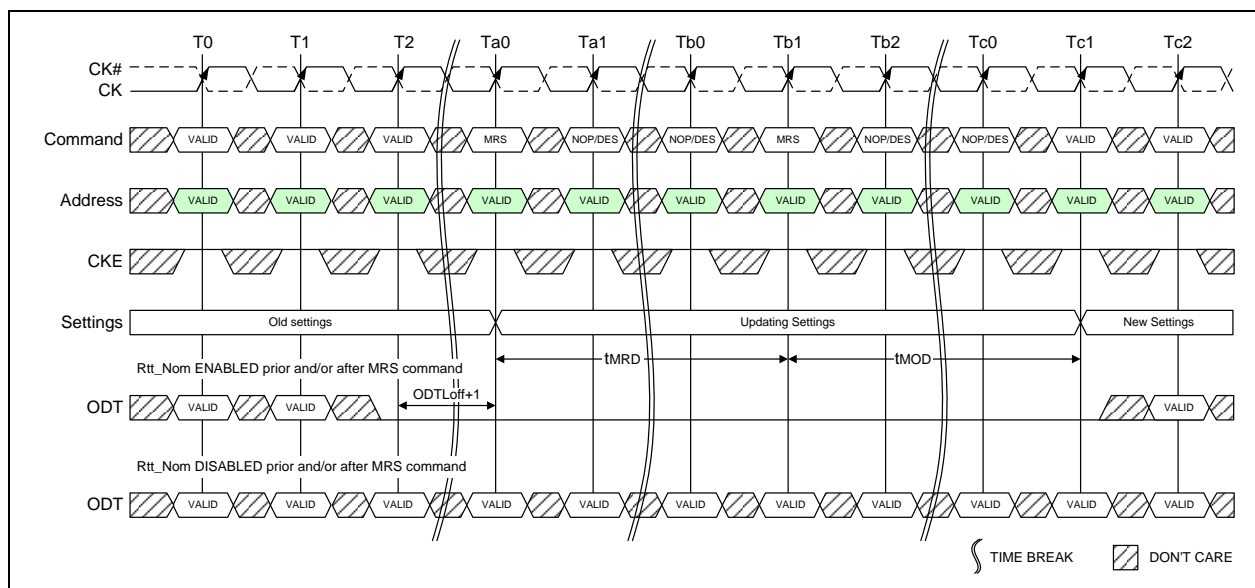 T0 T1 T2 Ta0 Ta1 Tb0 Tb1 Tb2 Tc0 Tc1 Tc2
CK#
CK
Command VALID VALID VALID MRS NOP/DES NOP/DES MRS NOP/DES NOP/DES VALID VALID
Address VALID VALID VALID VALID VALID VALID VALID VALID VALID VALID VALID
CKE
Settings Old settings Updating Settings New Settings
tMRD tMOD
Rtt_Nom ENABLED prior and/or after MRS command
ODTLoff+1
ODT VALID VALID VALID
Rtt_Nom DISABLED prior and/or after MRS command
ODT VALID VALID VALID VALID VALID VALID VALID VALID VALID VALID VALID
TIME BREAK DON'T CARE